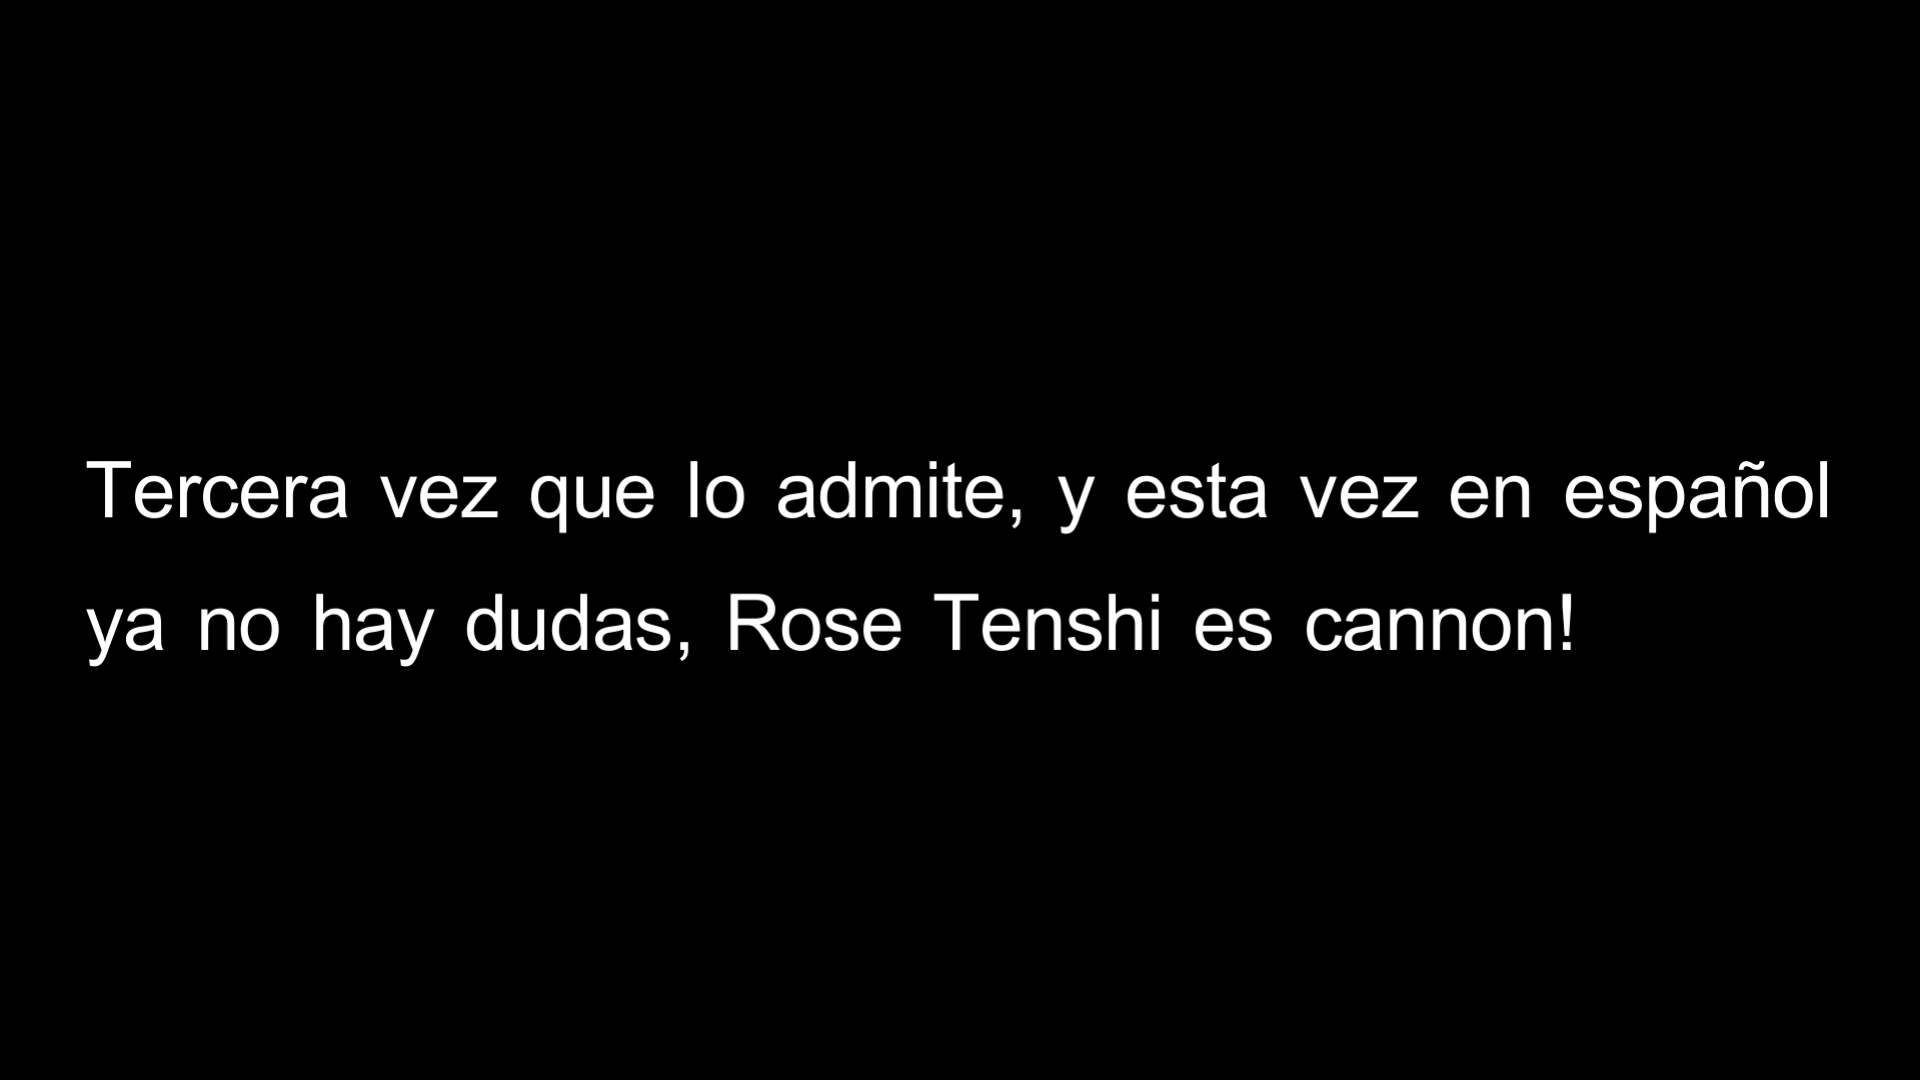 Tercera vez que lo admite, y esta vez en español
ya no hay dudas, Rose Tenshi es cannon!